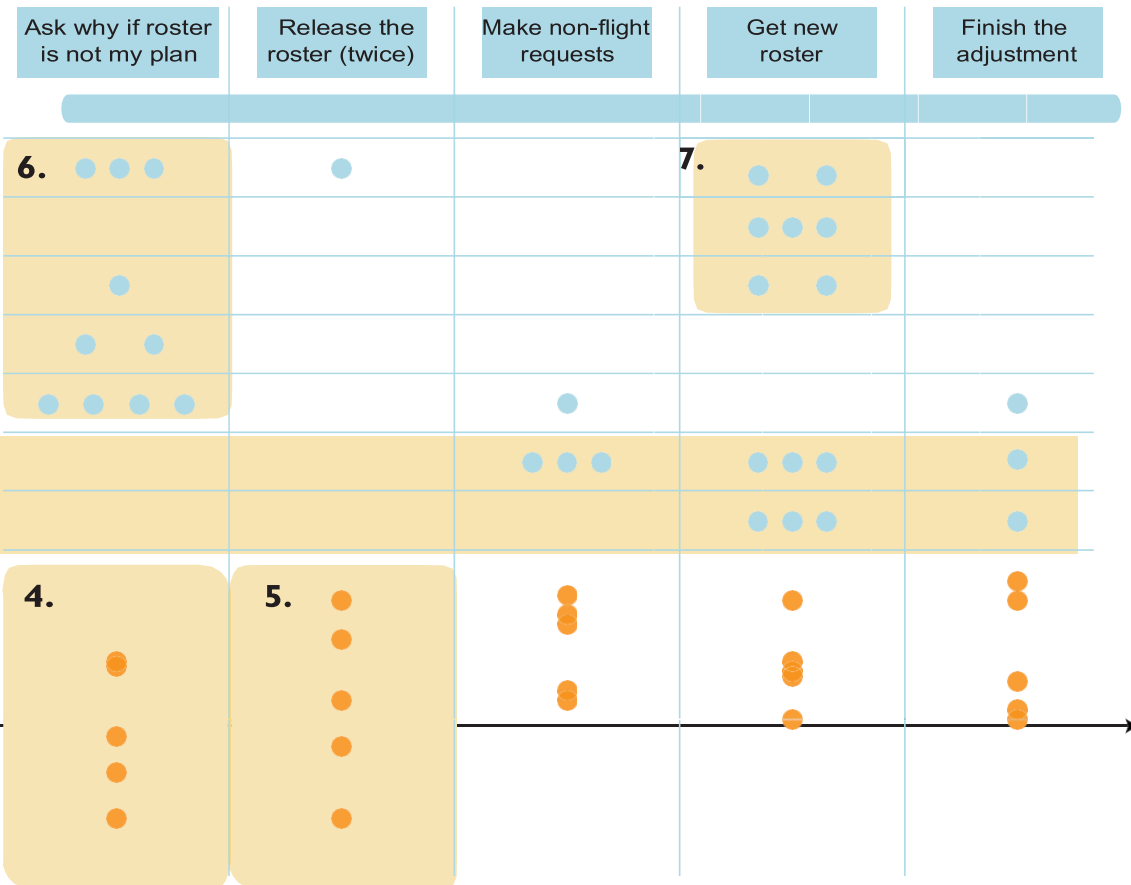 Ask why if roster
is not my plan
Release the
roster (twice)
Make non-flight
requests
Get new
roster
Finish the
adjustment
6.
7.
4.
5.